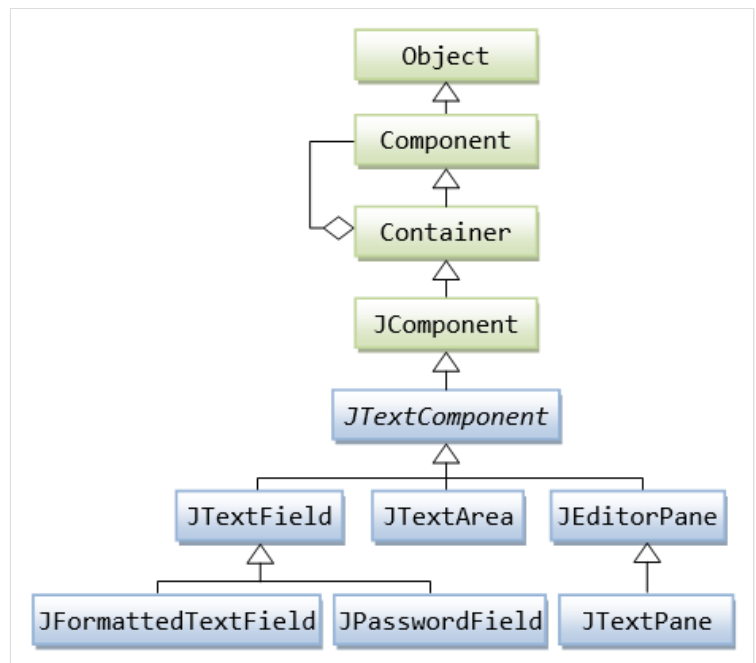 Object
Component
Container
JComponent
JTextComponent
JTextField
JTextArea
JEditorPane
JFormattedTextField
JPasswordField
JTextPane